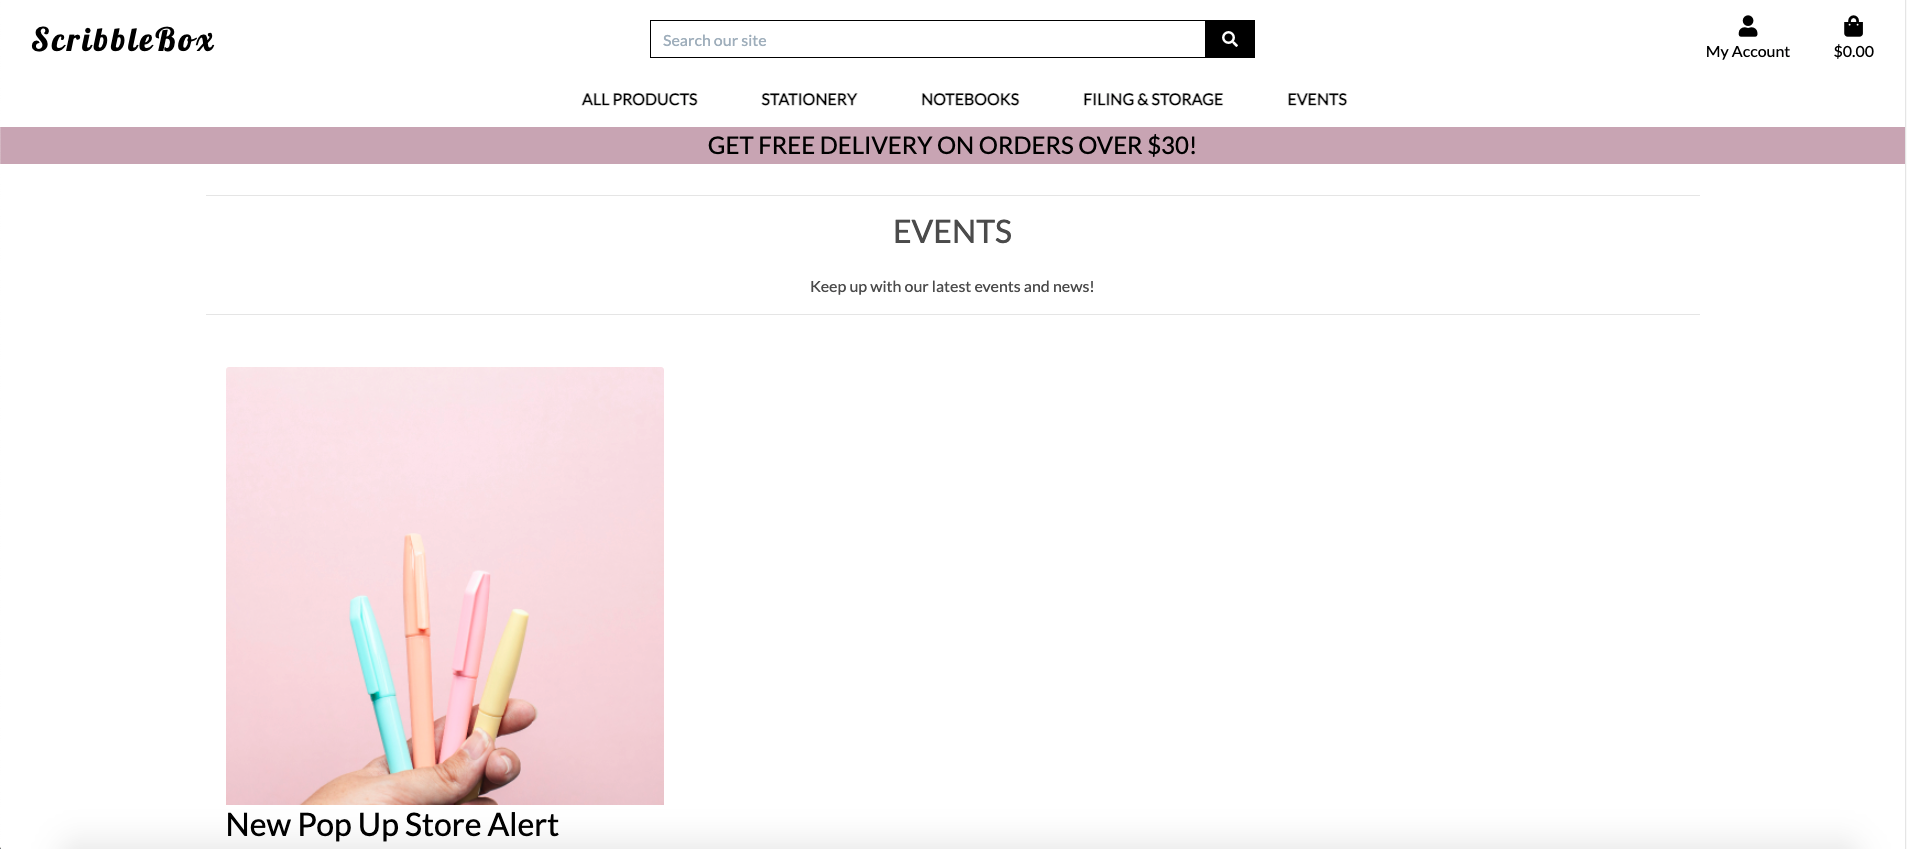 ScribbleBox
Search our site
My Account
$0.00
ALL PRODUCTS
STATIONERY
NOTEBOOKS
FILING & STORAGE
EVENTS
GET FREE DELIVERY ON ORDERS OVER $30!
EVENTS
Keep up with our latest events and news!
New Pop Up Store Alert